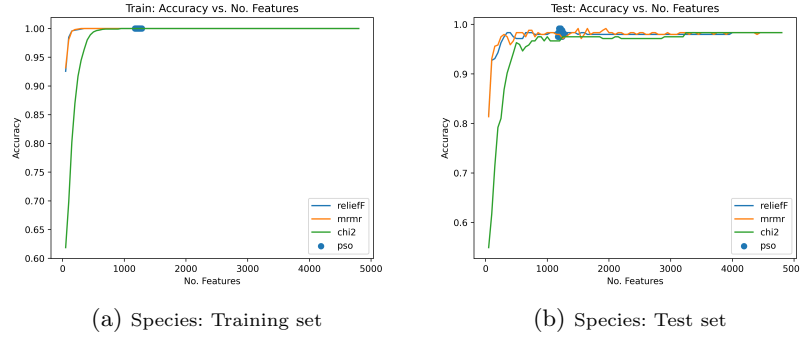 Train: Accuracy vs. No. Features
1.00
0.95
0.90
0.85
0.80
0.75
0.70
0.65
0.60
Accuracy
0 1000 2000 3000 4000 5000
No. Features
reliefF
mrmr
chi2
pso
(a) Species: Training set
Test: Accuracy vs. No. Features
1.0
0.9
0.8
0.7
0.6
Accuracy
0 1000 2000 3000 4000 5000
No. Features
reliefF
mrmr
chi2
pso
(b) Species: Test set